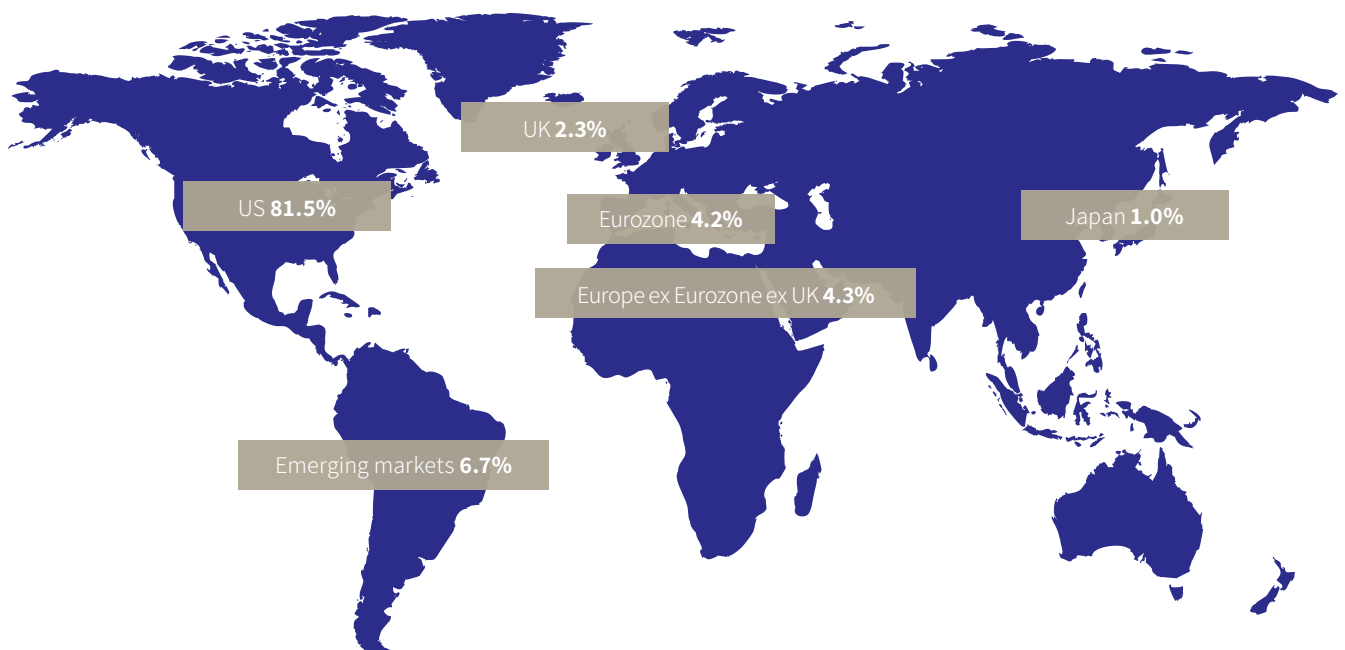 UK 2.3%
US 81.5%
Eurozone 4.2%
Japan 1.0%
Europe ex Eurozone ex UK 4.3%
Emerging markets 6.7%